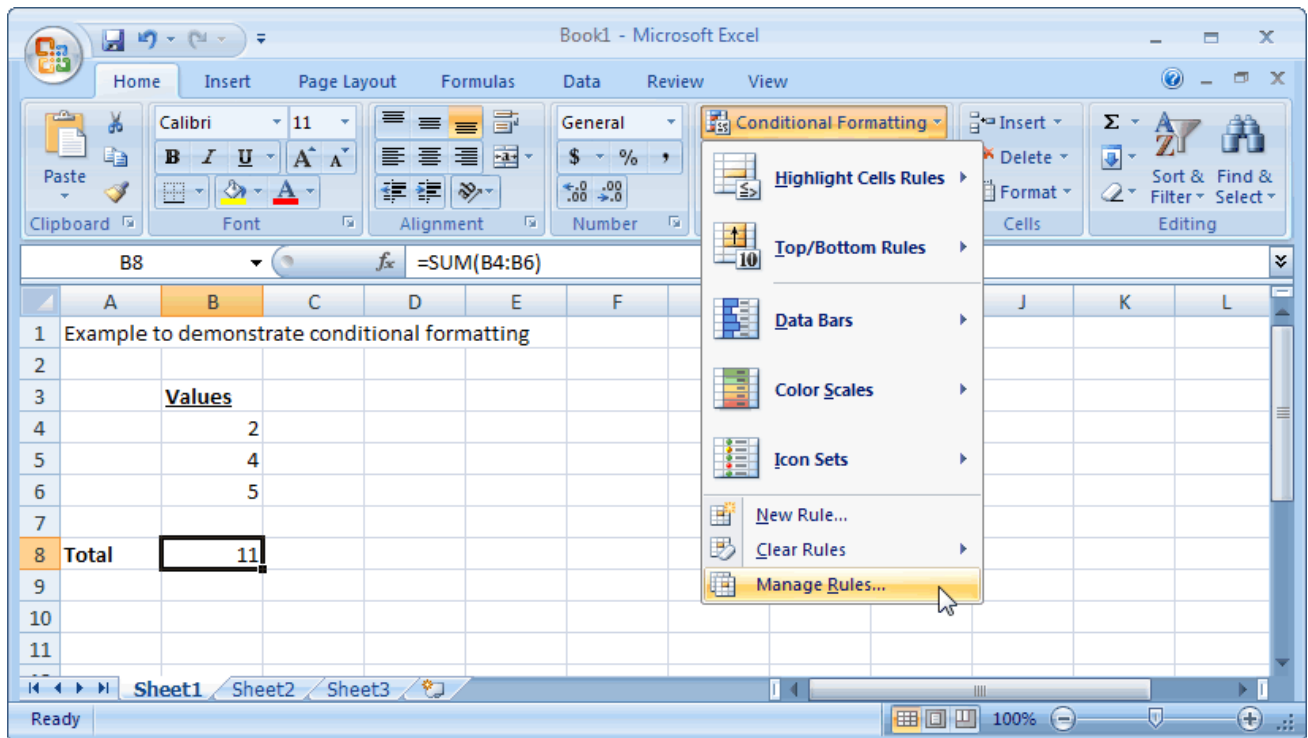 Book1 - Microsoft Excel
Home Insert Page Layout Formulas Data Review View
Calibri 11 General Conditional Formatting Insert Σ
B I U A A $ % , Delete
Paste A Format Sort & Filter Find & Select
Clipboard Font Alignment Number Cells Editing
B8 fx =SUM(B4:B6)
A B C D E F J K L
1 Example to demonstrate conditional formatting
2
3 Values
4 2
5 4
6 5
7
8 Total 11
9
10
11
Highlight Cells Rules
Top/Bottom Rules
Data Bars
Color Scales
Icon Sets
New Rule...
Clear Rules
Manage Rules...
Sheet1 Sheet2 Sheet3
Ready 100%